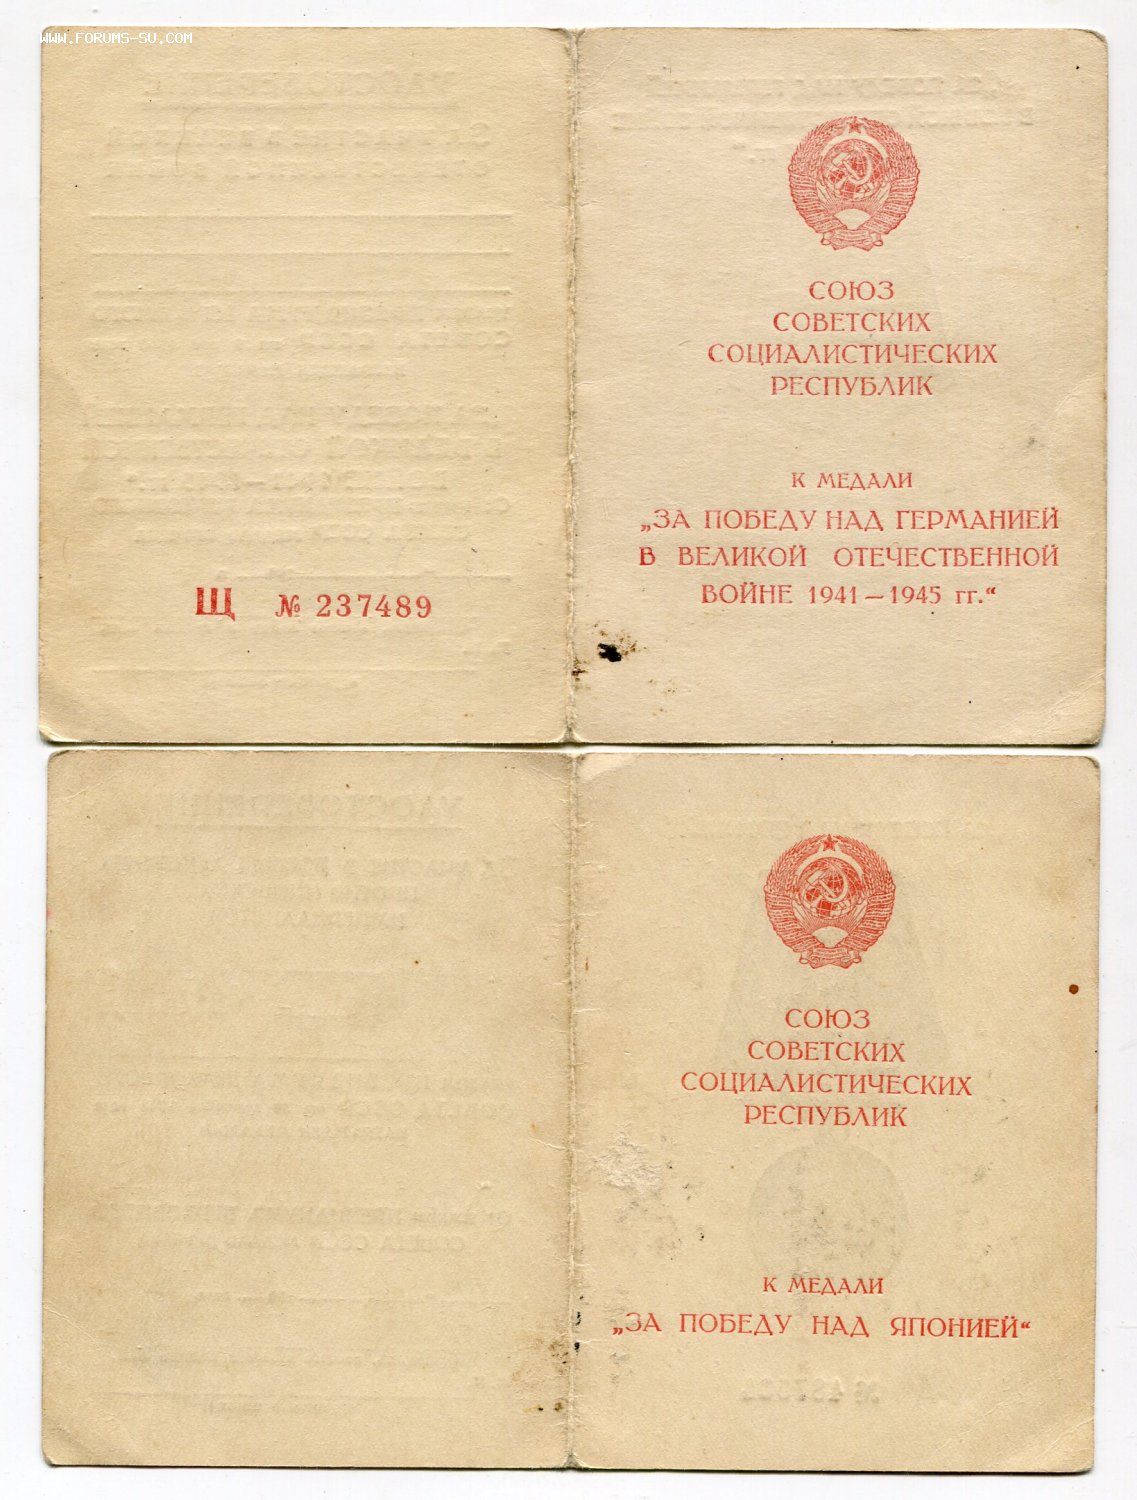 WWW.FORUMS-SU.COM
СОЮЗ
СОВЕТСКИХ
СОЦИАЛИСТИЧЕСКИХ
РЕСПУБЛИК
К МЕДАЛИ
„ЗА ПОБЕДУ НАД ГЕРМАНИЕЙ
В ВЕЛИКОЙ ОТЕЧЕСТВЕННОЙ
ВОЙНЕ 1941—1945 гг.“
Щ № 237489
СОЮЗ
СОВЕТСКИХ
СОЦИАЛИСТИЧЕСКИХ
РЕСПУБЛИК
К МЕДАЛИ
„ЗА ПОБЕДУ НАД ЯПОНИЕЙ“